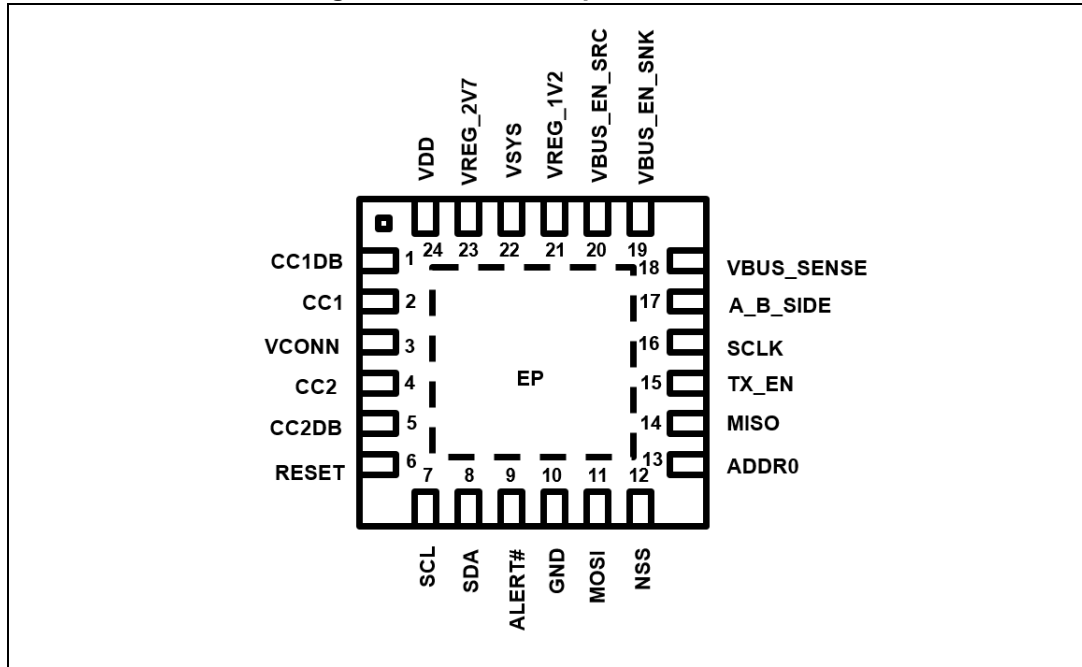 VDD
VREG_2V7
VSYS
VREG_1V2
VBUS_EN_SRC
VBUS_EN_SNK
24 23 22 21 20 19
CC1DB 1
CC1 2
VCONN 3
CC2 4
CC2DB 5
RESET 6
EP
18 VBUS_SENSE
17 A_B_SIDE
16 SCLK
15 TX_EN
14 MISO
13 ADDR0
7 8 9 10 11 12
SCL
SDA
ALERT#
GND
MOSI
NSS